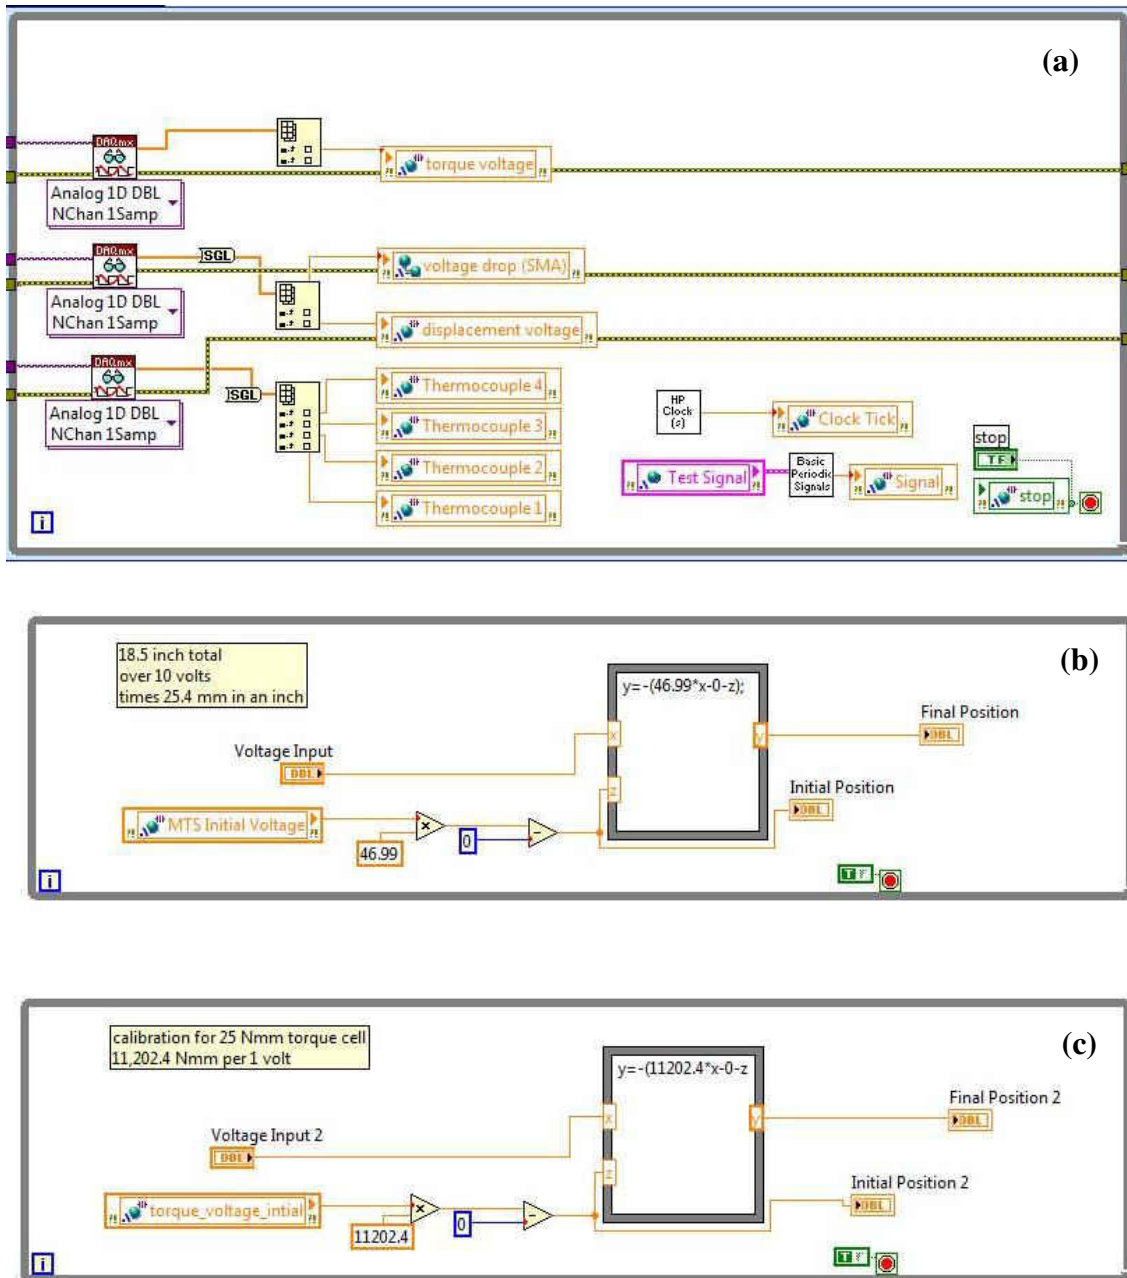 (a)
DAQmx
torque voltage
Analog 1D DBL
NChan 1Samp
DAQmx
SGL
voltage drop (SMA)
Analog 1D DBL
NChan 1Samp
displacement voltage
DAQmx
SGL
Analog 1D DBL
NChan 1Samp
Thermocouple 4
Thermocouple 3
Thermocouple 2
Thermocouple 1
HP
Clock
(s)
Clock Tick
Test Signal
Basic
Periodic
Signals
Signal
stop
TF
stop
i
(b)
18.5 inch total
over 10 volts
times 25.4 mm in an inch
y=-(46.99*x-0-z);
Voltage Input
DBL
x
y
z
Final Position
DBL
Initial Position
DBL
MTS Initial Voltage
46.99
0
T F
i
(c)
calibration for 25 Nmm torque cell
11,202.4 Nmm per 1 volt
y=-(11202.4*x-0-z
Voltage Input 2
DBL
x
y
z
Final Position 2
DBL
Initial Position 2
DBL
torque_voltage_intial
11202.4
0
T F
i